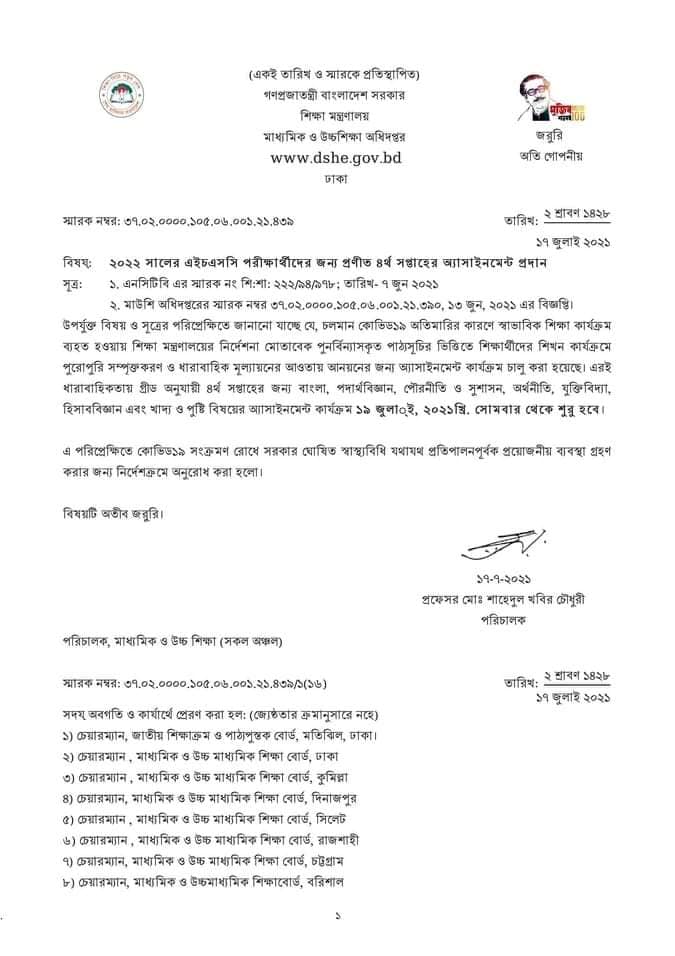 (একই তারিখ ও স্মারকে প্রতিস্থাপিত)
গণপ্রজাতন্ত্রী বাংলাদেশ সরকার
শিক্ষা মন্ত্রণালয়
মাধ্যমিক ও উচ্চশিক্ষা অধিদপ্তর
www.dshe.gov.bd
ঢাকা
মুজিব
100
জরুরি
অতি গোপনীয়
স্মারক নম্বর: ৩৭.০২.০০০০.১০৫.০৬.০০১.২১.৪৩৯
তারিখ: ২ শ্রাবণ ১৪২৮
১৭ জুলাই ২০২১
বিষয়: ২০২২ সালের এইচএসসি পরীক্ষার্থীদের জন্য প্রণীত ৪র্থ সপ্তাহের অ্যাসাইনমেন্ট প্রদান
সূত্র: ১. এনসিটিবি এর স্মারক নং শি:শা: ২২২/৯৪/৯৭৮; তারিখ- ৭ জুন ২০২১
২. মাউশি অধিদপ্তরের স্মারক নম্বর ৩৭.০২.০০০০.১০৫.০৬.০০১.২১.৩৯০, ১৩ জুন, ২০২১ এর বিজ্ঞপ্তি।
উপর্যুক্ত বিষয় ও সূত্রের পরিপ্রেক্ষিতে জানানো যাচ্ছে যে, চলমান কোভিড১৯ অতিমারির কারণে স্বাভাবিক শিক্ষা কার্যক্রম
ব্যহত হওয়ায় শিক্ষা মন্ত্রণালয়ের নির্দেশনা মোতাবেক পুনর্বিন্যাসকৃত পাঠ্যসূচির ভিত্তিতে শিক্ষার্থীদের শিখন কার্যক্রমে
পুরোপুরি সম্পৃক্তকরণ ও ধারাবাহিক মূল্যায়নের আওতায় আনয়নের জন্য অ্যাসাইনমেন্ট কার্যক্রম চালু করা হয়েছে। এরই
ধারাবাহিকতায় গ্রীড অনুযায়ী ৪র্থ সপ্তাহের জন্য বাংলা, পদার্থবিজ্ঞান, পৌরনীতি ও সুশাসন, অর্থনীতি, যুক্তিবিদ্যা,
হিসাববিজ্ঞান এবং খাদ্য ও পুষ্টি বিষয়ের অ্যাসাইনমেন্ট কার্যক্রম ১৯ জুলা্ই, ২০২১খ্রি. সোমবার থেকে শুরু হবে।
এ পরিপ্রেক্ষিতে কোভিড১৯ সংক্রমণ রোধে সরকার ঘোষিত স্বাস্থ্যবিধি যথাযথ প্রতিপালনপূর্বক প্রয়োজনীয় ব্যবস্থা গ্রহণ
করার জন্য নির্দেশক্রমে অনুরোধ করা হলো।
বিষয়টি অতীব জরুরি।
১৭-৭-২০২১
প্রফেসর মোঃ শাহেদুল খবির চৌধুরী
পরিচালক
পরিচালক, মাধ্যমিক ও উচ্চ শিক্ষা (সকল অঞ্চল)
স্মারক নম্বর: ৩৭.০২.০০০০.১০৫.০৬.০০১.২১.৪৩৯/১(১৬)
তারিখ: ২ শ্রাবণ ১৪২৮
১৭ জুলাই ২০২১
সদয় অবগতি ও কার্যার্থে প্রেরণ করা হল: (জ্যেষ্ঠতার ক্রমানুসারে নহে)
১) চেয়ারম্যান, জাতীয় শিক্ষাক্রম ও পাঠ্যপুস্তক বোর্ড, মতিঝিল, ঢাকা।
২) চেয়ারম্যান , মাধ্যমিক ও উচ্চ মাধ্যমিক শিক্ষা বোর্ড, ঢাকা
৩) চেয়ারম্যান , মাধ্যমিক ও উচ্চ মাধ্যমিক শিক্ষা বোর্ড, কুমিল্লা
৪) চেয়ারম্যান, মাধ্যমিক ও উচ্চ মাধ্যমিক শিক্ষা বোর্ড, দিনাজপুর
৫) চেয়ারম্যান , মাধ্যমিক ও উচ্চ মাধ্যমিক শিক্ষা বোর্ড, সিলেট
৬) চেয়ারম্যান , মাধ্যমিক ও উচ্চ মাধ্যমিক শিক্ষা বোর্ড, রাজশাহী
৭) চেয়ারম্যান, মাধ্যমিক ও উচ্চ মাধ্যমিক শিক্ষা বোর্ড, চট্টগ্রাম
৮) চেয়ারম্যান, মাধ্যমিক ও উচ্চমাধ্যমিক শিক্ষাবোর্ড, বরিশাল
১